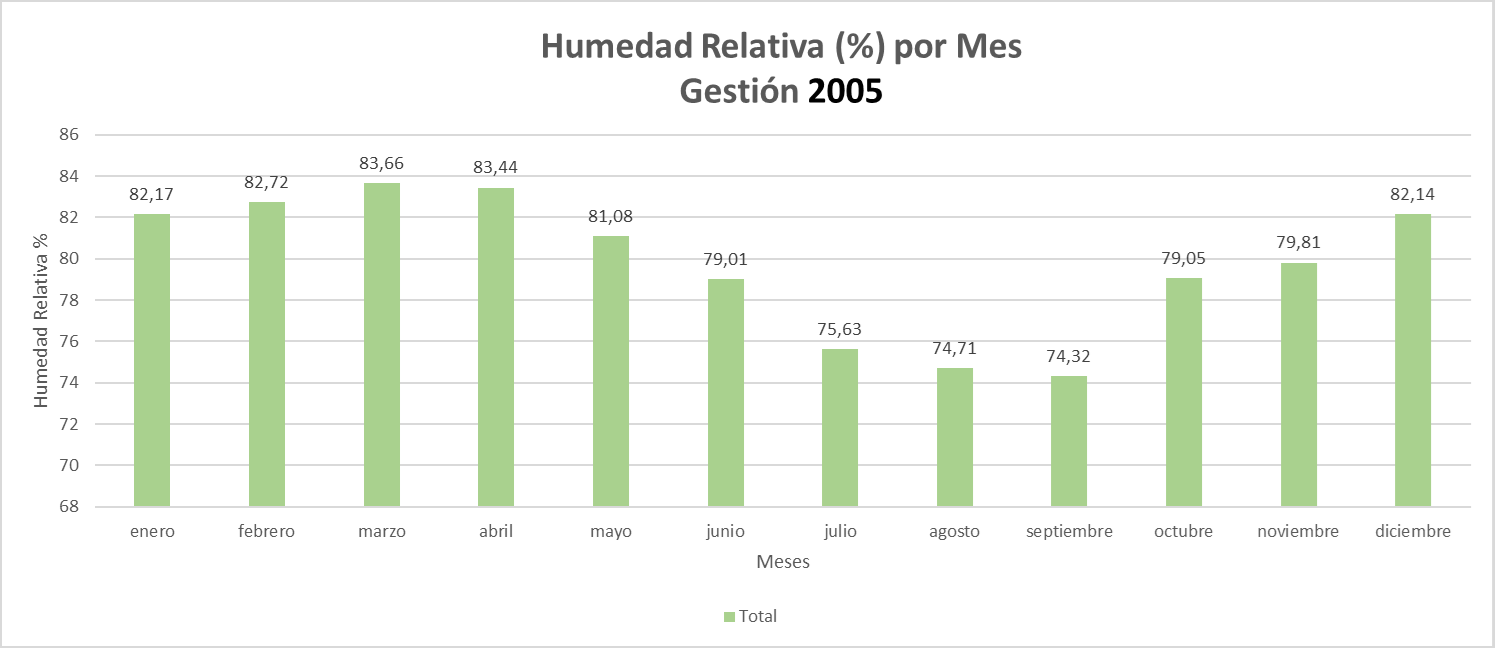 Humedad Relativa (%) por Mes
Gestión 2005
Humedad Relativa %
86
84
82
80
78
76
74
72
70
68
82,17
82,72
83,66
83,44
81,08
79,01
75,63
74,71
74,32
79,05
79,81
82,14
enero
febrero
marzo
abril
mayo
junio
julio
agosto
septiembre
octubre
noviembre
diciembre
Meses
Total